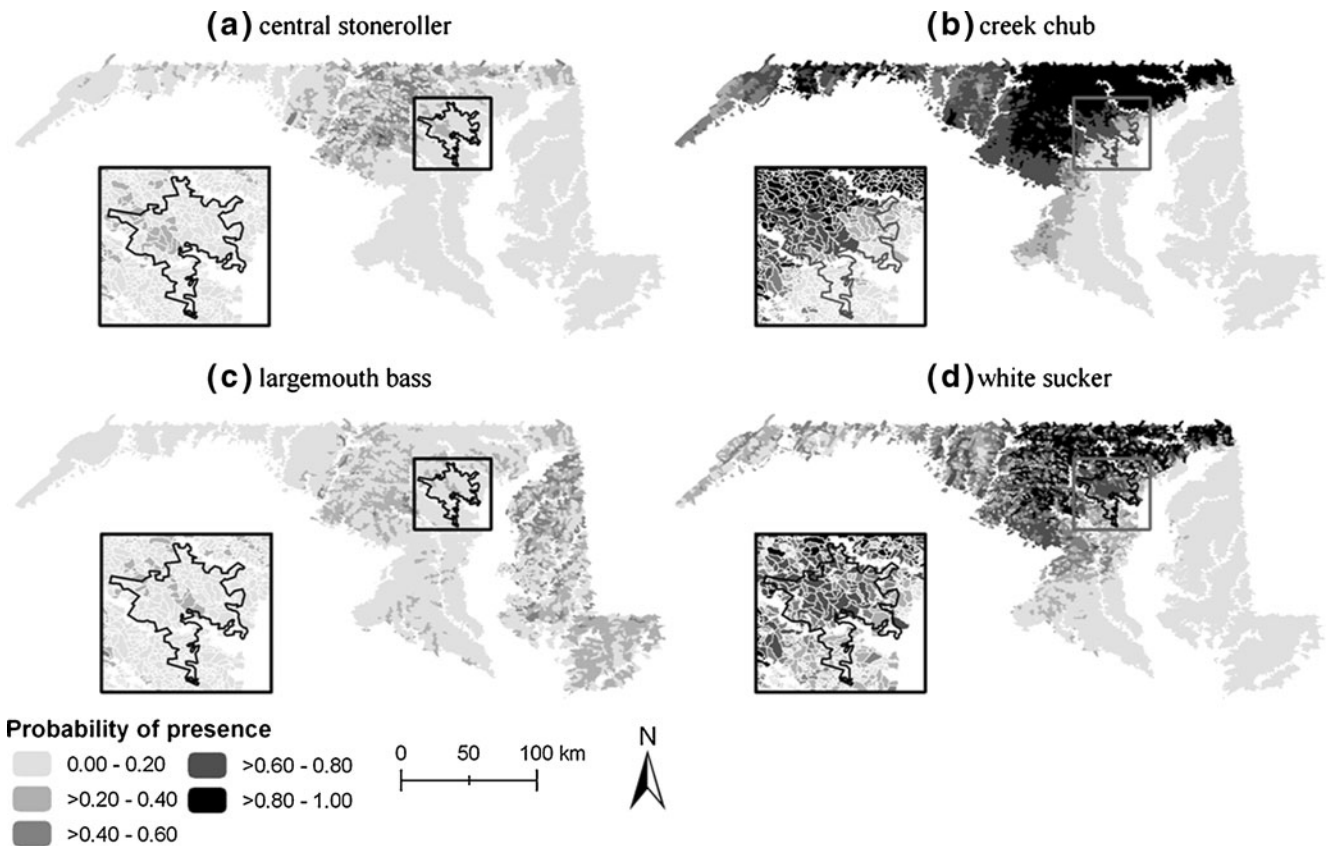 (a) central stoneroller
(b) creek chub
(c) largemouth bass
(d) white sucker
Probability of presence
0.00 - 0.20
>0.20 - 0.40
>0.40 - 0.60
>0.60 - 0.80
>0.80 - 1.00
0 50 100 km
N